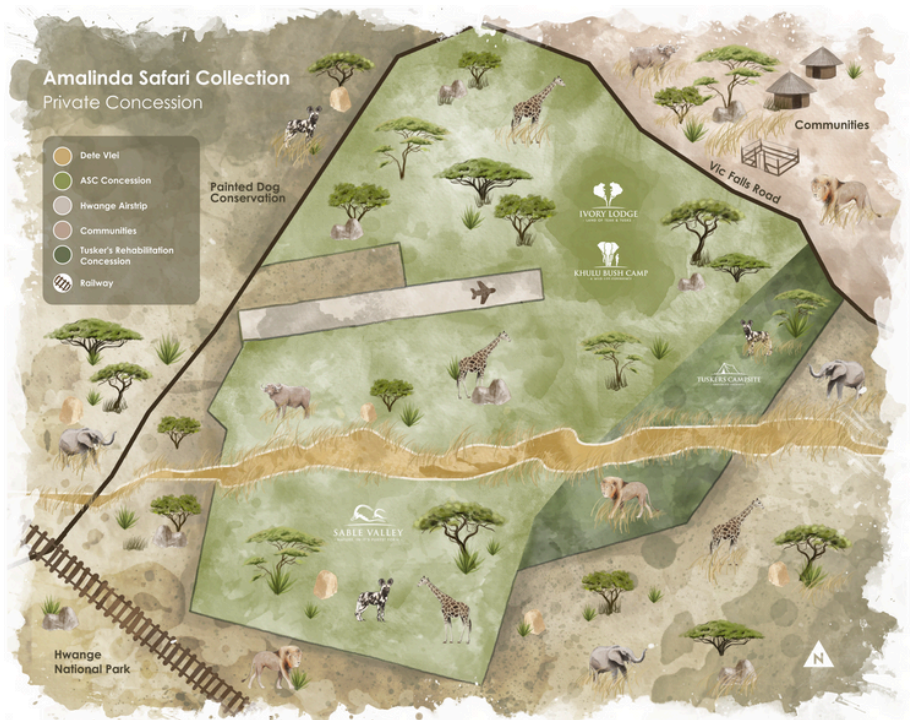 Amalinda Safari Collection
Private Concession
Dete Vlei
ASC Concession
Hwange Airstrip
Communities
Tusker's Rehabilitation
Concession
Railway
Painted Dog
Conservation
Communities
Vic Falls Road
IVORY LODGE
KHULU BUSH CAMP
TUSKERS CAMPSITE
SABLE VALLEY
Hwange
National Park
N